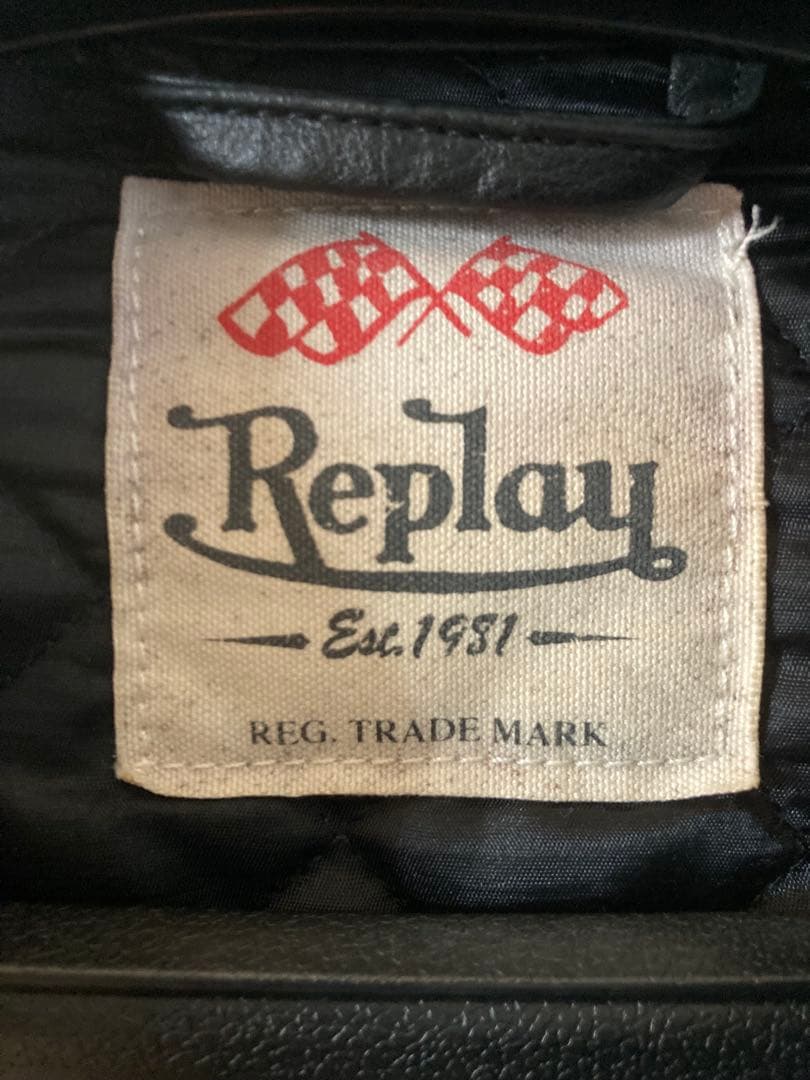 Replay
Est. 1981
REG. TRADE MARK